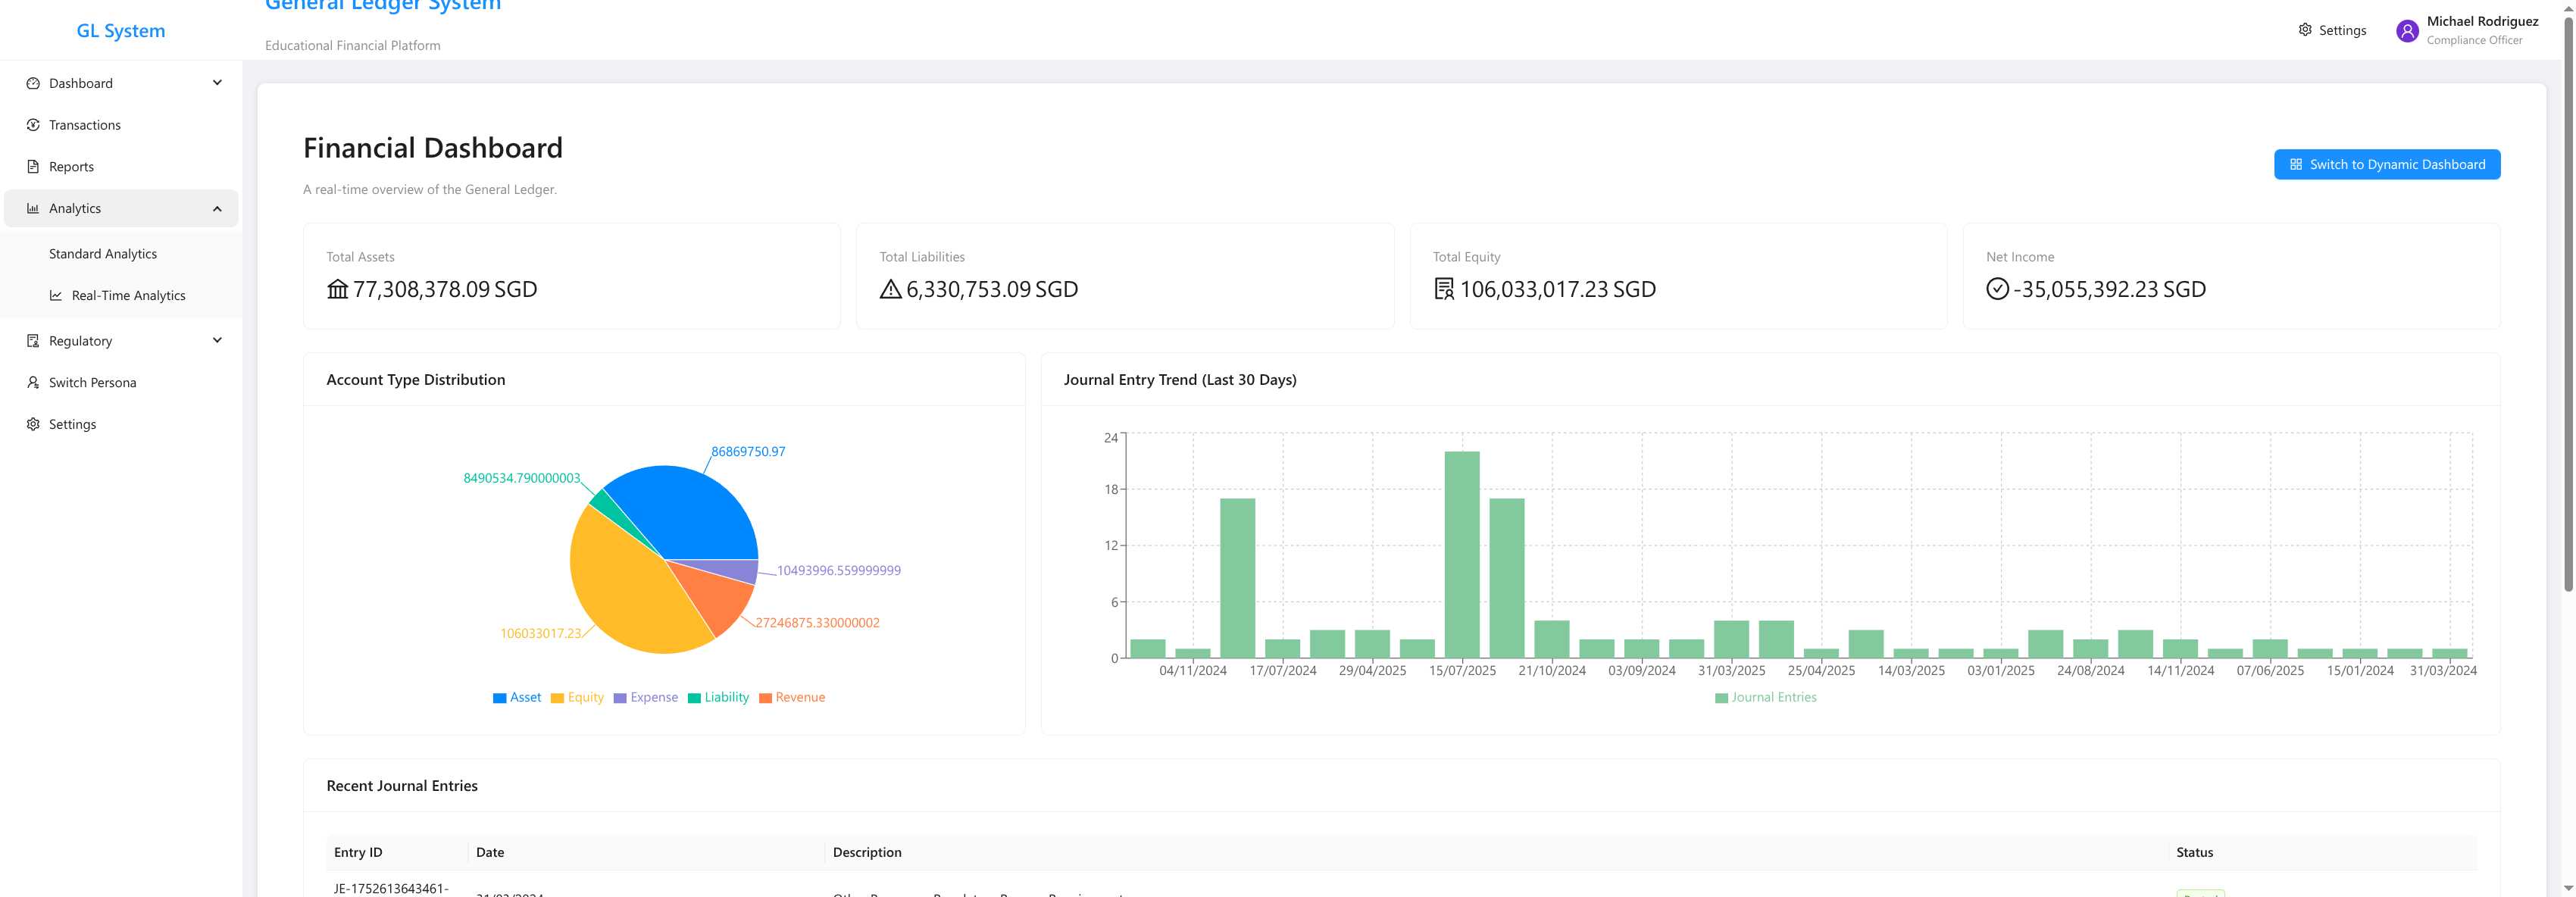 General Ledger System
GL System
Educational Financial Platform
Settings
Michael Rodriguez
Compliance Officer
Dashboard
Transactions
Reports
Analytics
Standard Analytics
Real-Time Analytics
Regulatory
Switch Persona
Settings
Financial Dashboard
A real-time overview of the General Ledger.
Switch to Dynamic Dashboard
Total Assets
77,308,378.09 SGD
Total Liabilities
6,330,753.09 SGD
Total Equity
106,033,017.23 SGD
Net Income
-35,055,392.23 SGD
Account Type Distribution
86869750.97
8490534.790000003
10493996.559999999
27246875.330000002
106033017.23
Asset Equity Expense Liability Revenue
Journal Entry Trend (Last 30 Days)
24
18
12
6
0
04/11/2024 17/07/2024 29/04/2025 15/07/2025 21/10/2024 03/09/2024 31/03/2025 25/04/2025 14/03/2025 03/01/2025 24/08/2024 14/11/2024 07/06/2025 15/01/2024 31/03/2024
Journal Entries
Recent Journal Entries
Entry ID Date Description Status
JE-1752613643461-